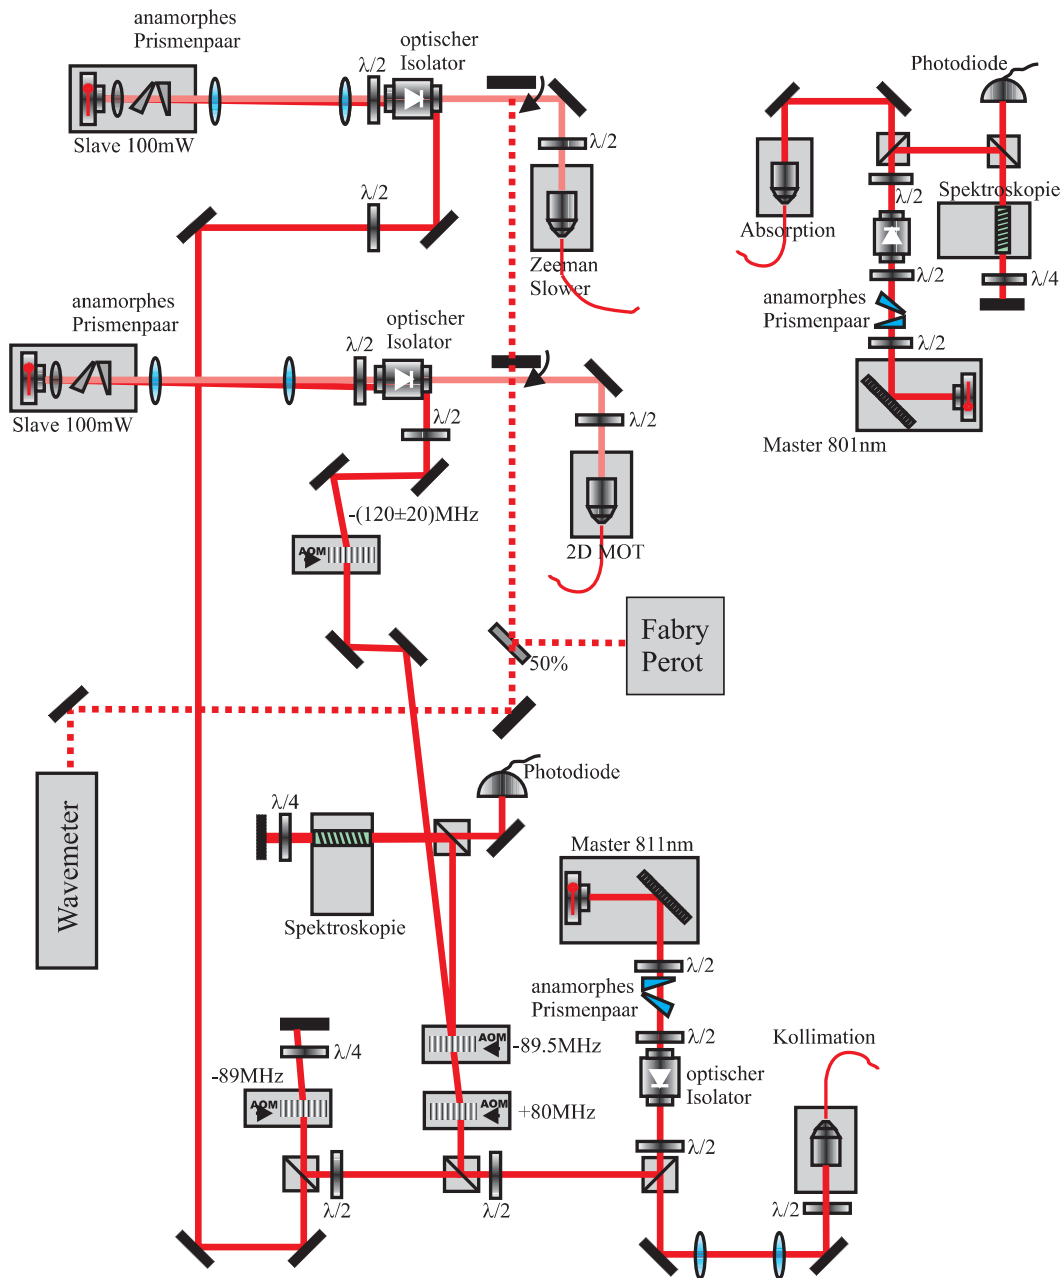 anamorphes
Prismenpaar
optischer
Isolator
λ/2
Slave 100mW
λ/2
λ/2
Zeeman
Slower
Photodiode
λ/2
Spektroskopie
Absorption
λ/2
λ/4
anamorphes
Prismenpaar
λ/2
Master 801nm
anamorphes
Prismenpaar
optischer
Isolator
λ/2
Slave 100mW
λ/2
λ/2
-(120±20)MHz
AOM
2D MOT
50%
Fabry
Perot
Wavemeter
Photodiode
λ/4
Spektroskopie
Master 811nm
λ/2
anamorphes
Prismenpaar
λ/2
optischer
Isolator
λ/2
Kollimation
λ/2
AOM
-89.5MHz
AOM
+80MHz
λ/4
-89MHz
AOM
λ/2
λ/2